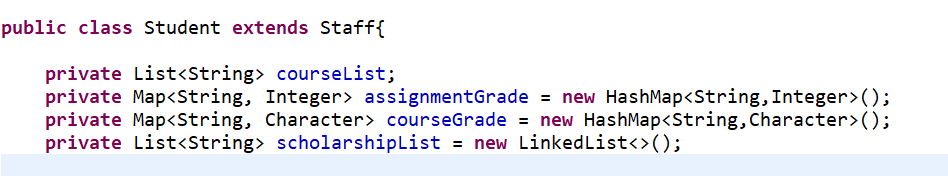 public class Student extends Staff{
private List<String> courseList;
private Map<String, Integer> assignmentGrade = new HashMap<String,Integer>();
private Map<String, Character> courseGrade = new HashMap<String,Character>();
private List<String> scholarshipList = new LinkedList<>();